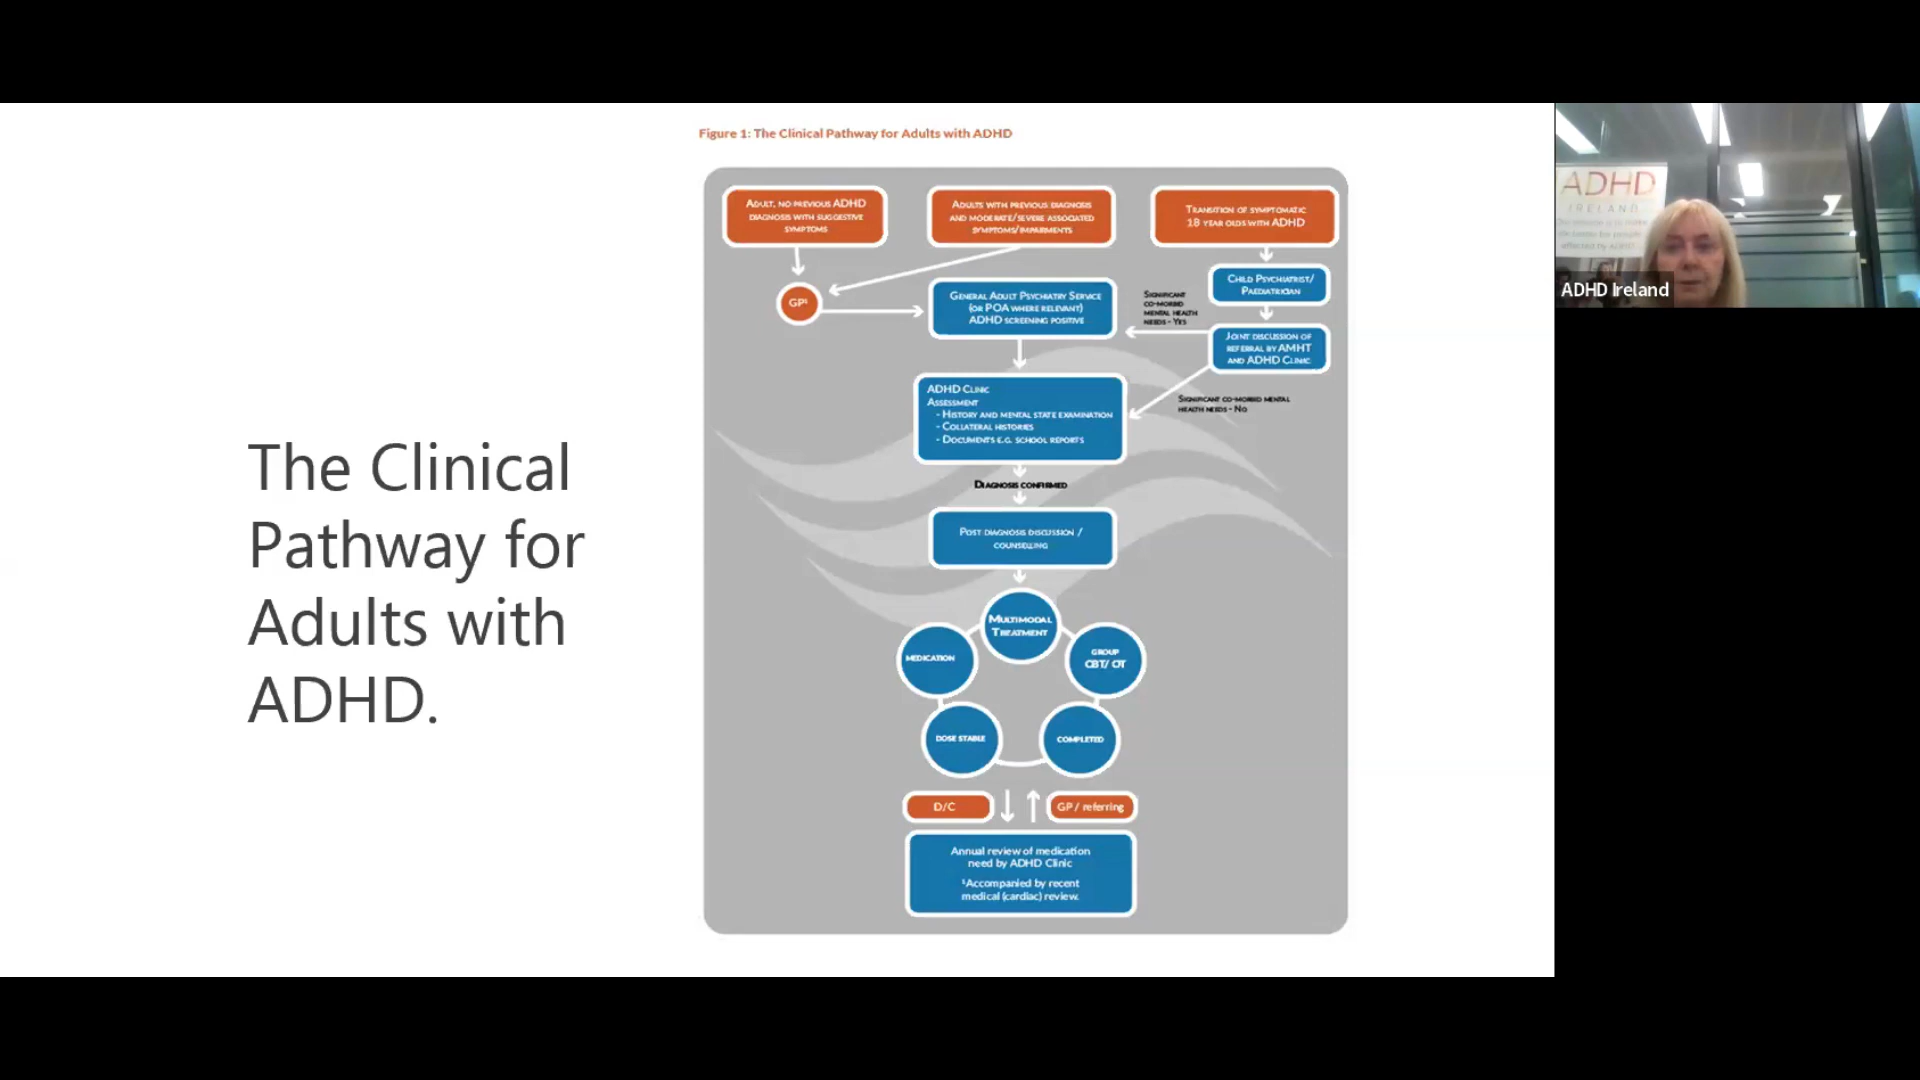 The Clinical
Pathway for
Adults with
ADHD.
Figure 1: The Clinical Pathway for Adults with ADHD
ADULT, NO PREVIOUS ADHD
DIAGNOSIS WITH SUGGESTIVE
SYMPTOMS
ADULTS WITH PREVIOUS DIAGNOSIS
AND MODERATE/SEVERE ASSOCIATED
SYMPTOMS/IMPAIRMENTS
TRANSITION OF SYMPTOMATIC
18 YEAR OLDS WITH ADHD
GP¹
GENERAL ADULT PSYCHIATRY SERVICE
(OR POA WHERE RELEVANT)
ADHD SCREENING POSITIVE
SIGNIFICANT
CO-MORBID
MENTAL HEALTH
NEEDS - YES
CHILD PSYCHIATRIST/
PAEDIATRICIAN
JOINT DISCUSSION OF
REFERRAL BY AMHT
AND ADHD CLINIC
SIGNIFICANT CO-MORBID MENTAL
HEALTH NEEDS - NO
ADHD CLINIC
ASSESSMENT
- HISTORY AND MENTAL STATE EXAMINATION
- COLLATERAL HISTORIES
- DOCUMENTS E.G. SCHOOL REPORTS
DIAGNOSIS CONFIRMED
POST DIAGNOSIS DISCUSSION /
COUNSELLING
MULTIMODAL
TREATMENT
MEDICATION
GROUP
CBT/ OT
DOSE STABLE
COMPLETED
D/C
GP / referring
Annual review of medication
need by ADHD Clinic
¹Accompanied by recent
medical (cardiac) review.
ADHD
IRELAND
ADHD Ireland